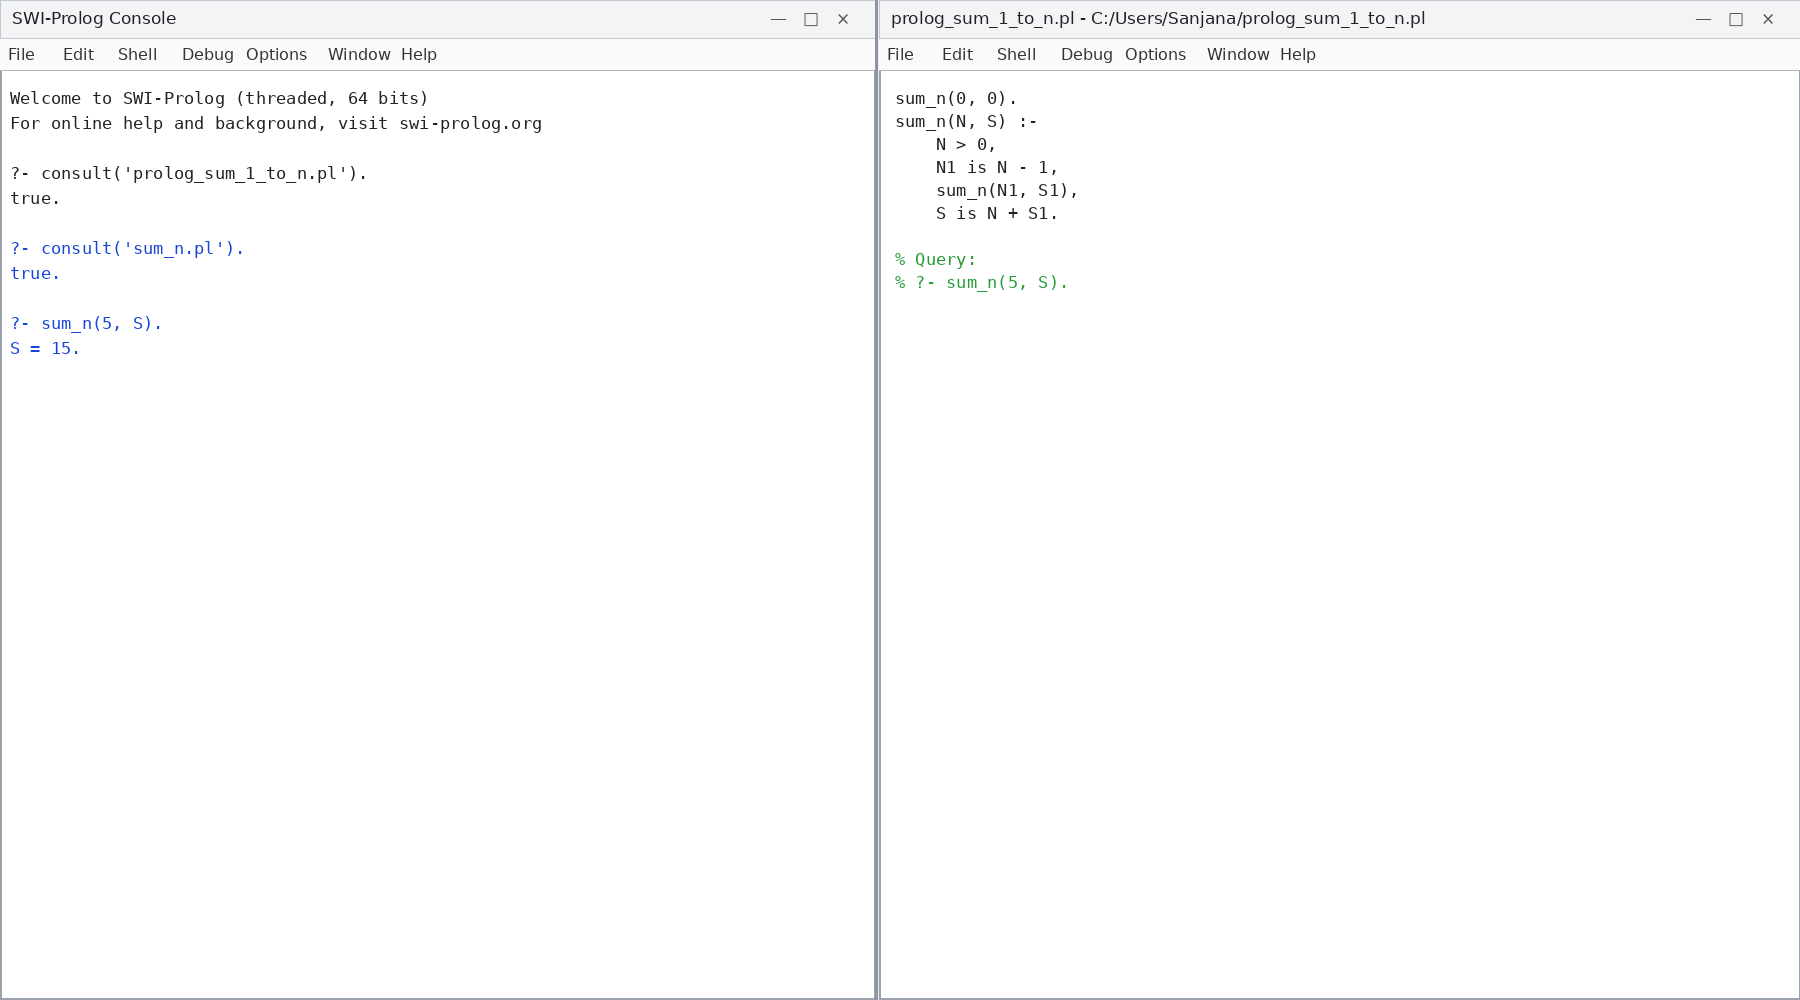 SWI-Prolog Console
File Edit Shell Debug Options Window Help
Welcome to SWI-Prolog (threaded, 64 bits)
For online help and background, visit swi-prolog.org
?- consult('prolog_sum_1_to_n.pl').
true.
?- consult('sum_n.pl').
true.
?- sum_n(5, S).
S = 15.
prolog_sum_1_to_n.pl - C:/Users/Sanjana/prolog_sum_1_to_n.pl
File Edit Shell Debug Options Window Help
sum_n(0, 0).
sum_n(N, S) :-
    N > 0,
    N1 is N - 1,
    sum_n(N1, S1),
    S is N + S1.
% Query:
% ?- sum_n(5, S).